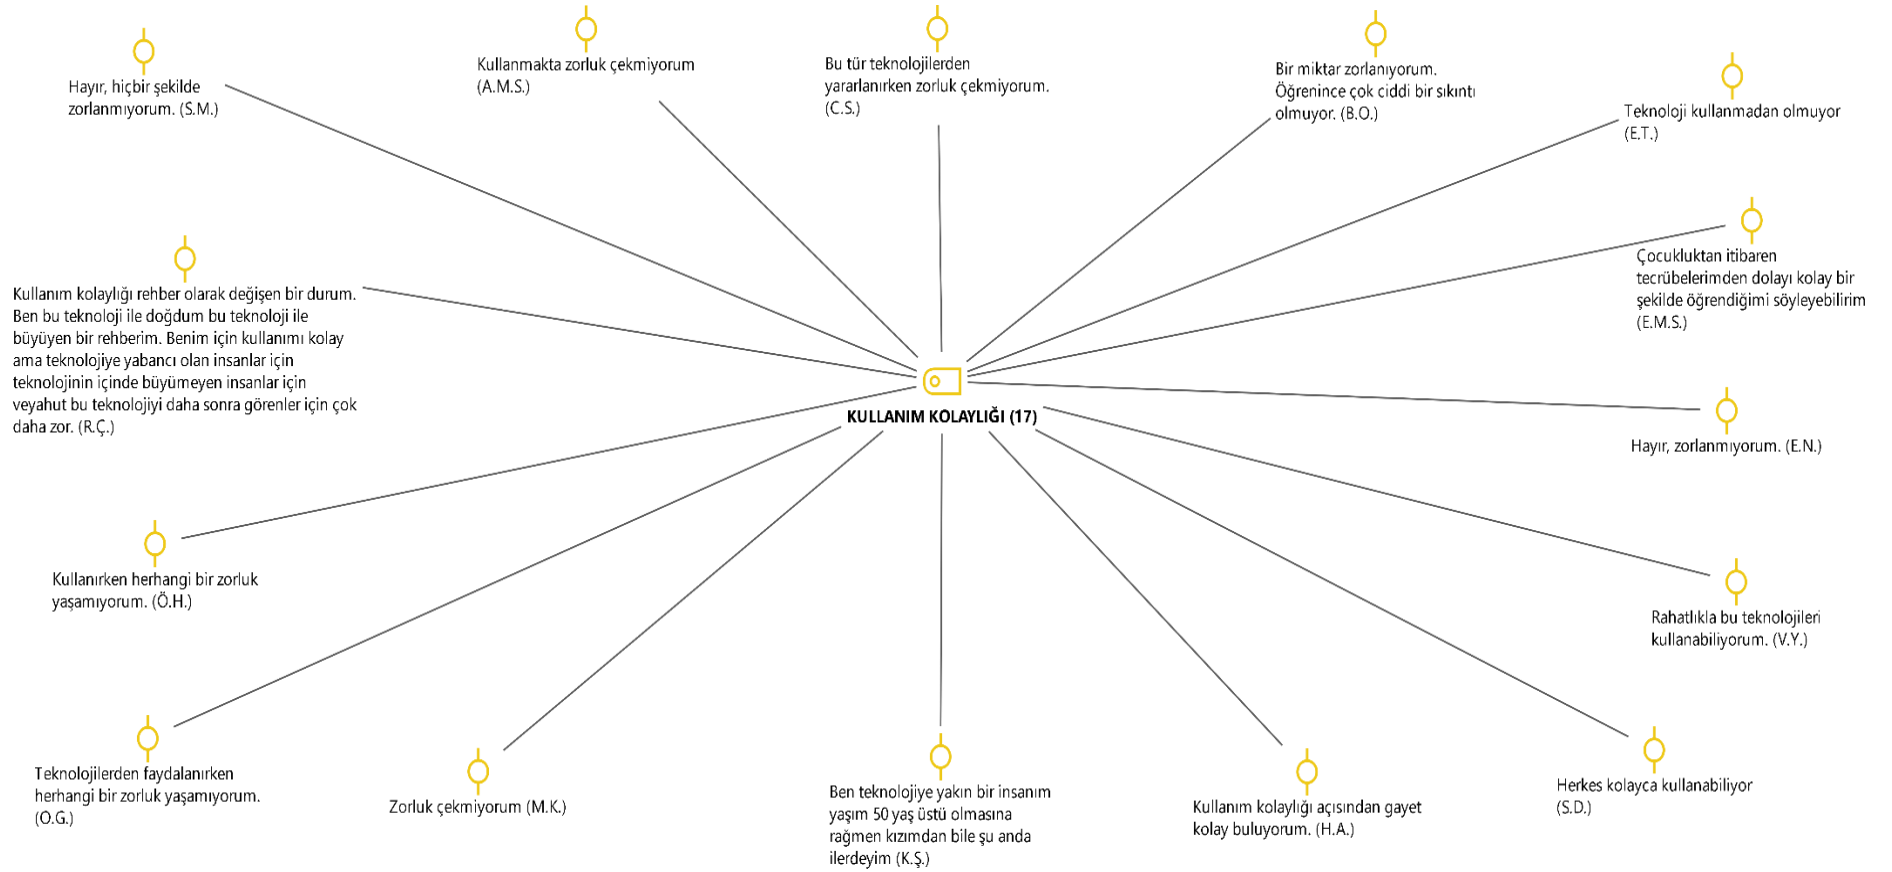 Hayır, hiçbir şekilde
zorlanmıyorum. (S.M.)
Kullanmakta zorluk çekmiyorum
(A.M.S.)
Bu tür teknolojilerden
yararlanırken zorluk çekmiyorum.
(C.S.)
Bir miktar zorlanıyorum.
Öğrenince çok ciddi bir sıkıntı
olmuyor. (B.O.)
Teknoloji kullanmadan olmuyor
(E.T.)
Kullanım kolaylığı rehber olarak değişen bir durum.
Ben bu teknoloji ile doğdum bu teknoloji ile
büyüyen bir rehberim. Benim için kullanımı kolay
ama teknolojiye yabancı olan insanlar için
teknolojinin içinde büyümeyen insanlar için
veyahut bu teknolojiyi daha sonra görenler için çok
daha zor. (R.Ç.)
Çocukluktan itibaren
tecrübelerimden dolayı kolay bir
şekilde öğrendiğimi söyleyebilirim
(E.M.S.)
KULLANIM KOLAYLIĞI (17)
Hayır, zorlanmıyorum. (E.N.)
Kullanırken herhangi bir zorluk
yaşamıyorum. (Ö.H.)
Rahatlıkla bu teknolojileri
kullanabiliyorum. (V.Y.)
Teknolojilerden faydalanırken
herhangi bir zorluk yaşamıyorum.
(O.G.)
Zorluk çekmiyorum (M.K.)
Ben teknolojiye yakın bir insanım
yaşım 50 yaş üstü olmasına
rağmen kızımdan bile şu anda
ilerdeyim (K.Ş.)
Kullanım kolaylığı açısından gayet
kolay buluyorum. (H.A.)
Herkes kolayca kullanabiliyor
(S.D.)